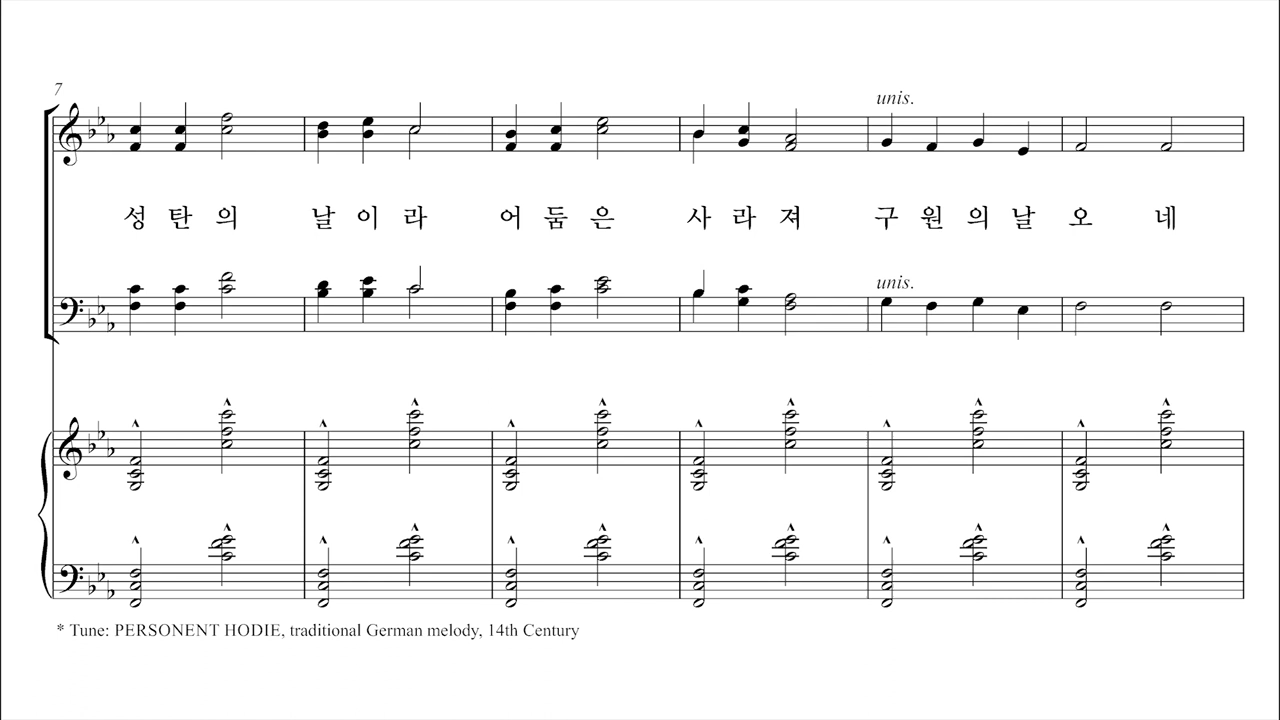 7
unis.
성 탄 의 날 이 라 어 둠 은 사 라 져 구 원 의 날 오 네
unis.
* Tune: PERSONENT HODIE, traditional German melody, 14th Century